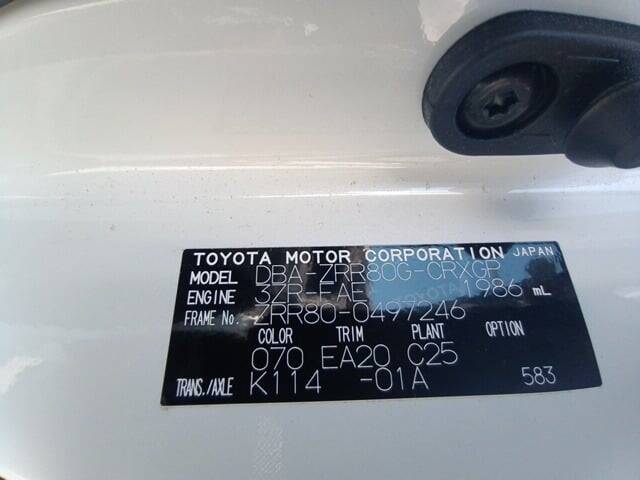 TOYOTA MOTOR CORPORATION JAPAN
MODEL DBA-ZRR80G-CRXGP
ENGINE 3ZR-FAE 1986 mL
FRAME No. ZRR80-0497246
COLOR TRIM PLANT OPTION
070 EA20 C25
TRANS./AXLE K114 -01A 583